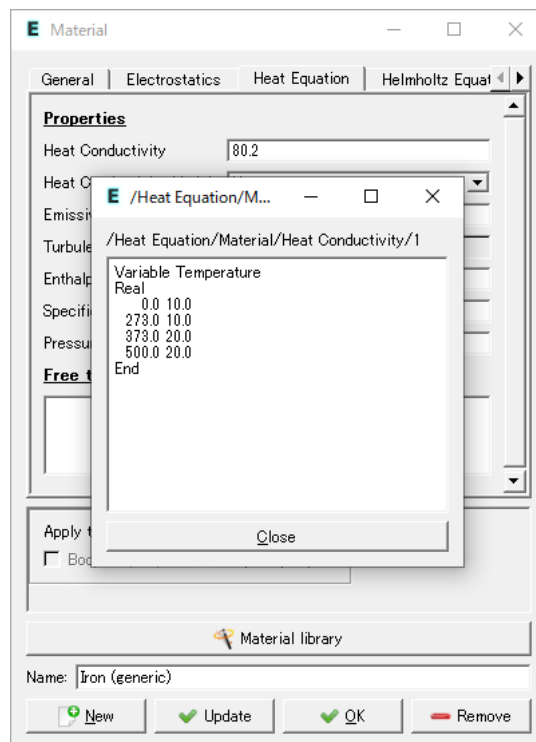 E Material
General
Electrostatics
Heat Equation
Helmholtz Equat
Properties
Heat Conductivity
80.2
Heat C
Emissi
Turbule
Enthalp
Specifi
Pressu
Free t
E /Heat Equation/M...
/Heat Equation/Material/Heat Conductivity/1
Variable Temperature
Real
0.0 10.0
273.0 10.0
373.0 20.0
500.0 20.0
End
Close
Apply t
Boo
Material library
Name: Iron (generic)
New
Update
OK
Remove